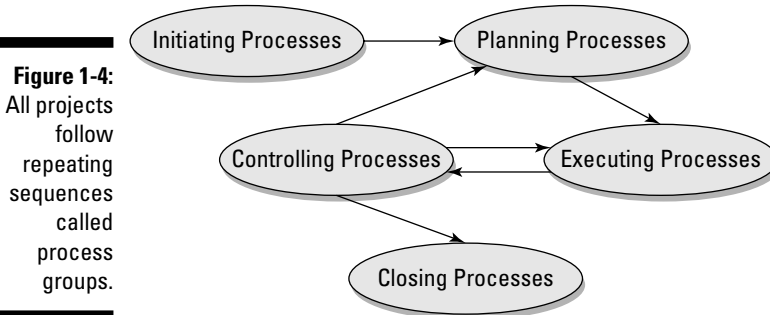 Figure 1-4:
All projects
follow
repeating
sequences
called
process
groups.
Initiating Processes
Planning Processes
Controlling Processes
Executing Processes
Closing Processes